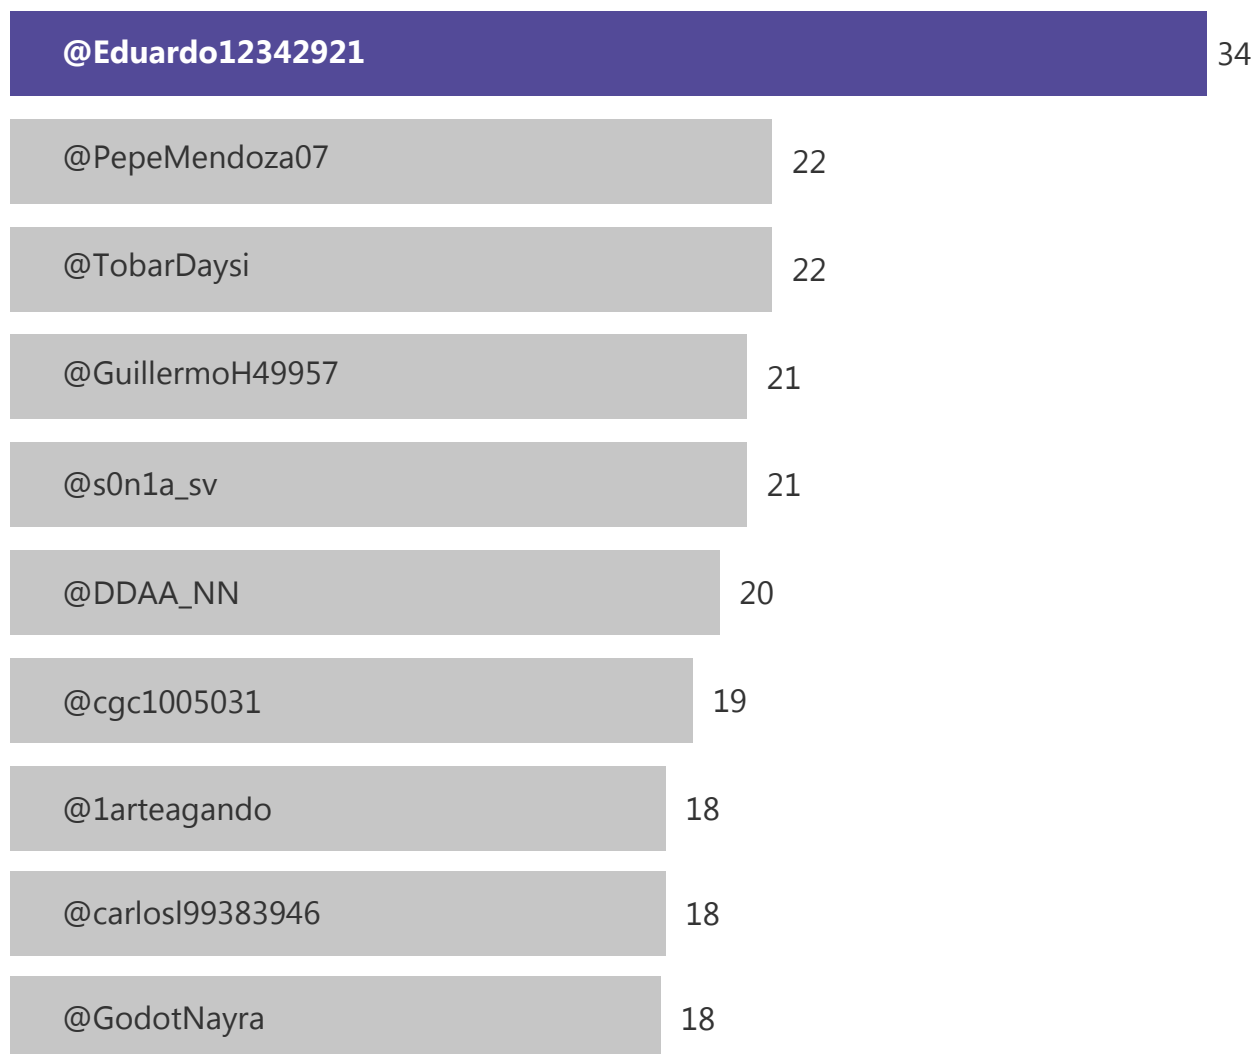 @Eduardo12342921 34
@PepeMendoza07 22
@TobarDaysi 22
@GuillermoH49957 21
@s0n1a_sv 21
@DDAA_NN 20
@cgc1005031 19
@1arteagando 18
@carlosl99383946 18
@GodotNayra 18